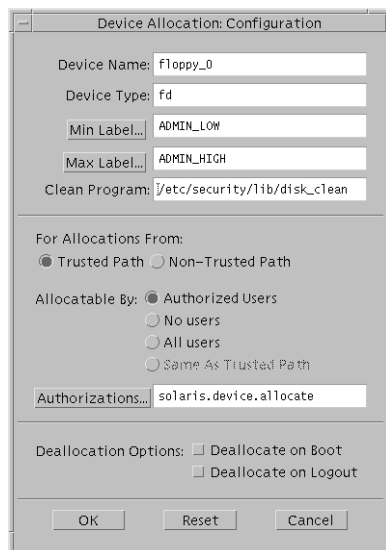 Device Allocation: Configuration
Device Name: floppy_0
Device Type: fd
Min Label... ADMIN_LOW
Max Label... ADMIN_HIGH
Clean Program: /etc/security/lib/disk_clean
For Allocations From:
Trusted Path Non-Trusted Path
Allocatable By: Authorized Users
No users
All users
Same As Trusted Path
Authorizations... solaris.device.allocate
Deallocation Options: Deallocate on Boot
Deallocate on Logout
OK Reset Cancel